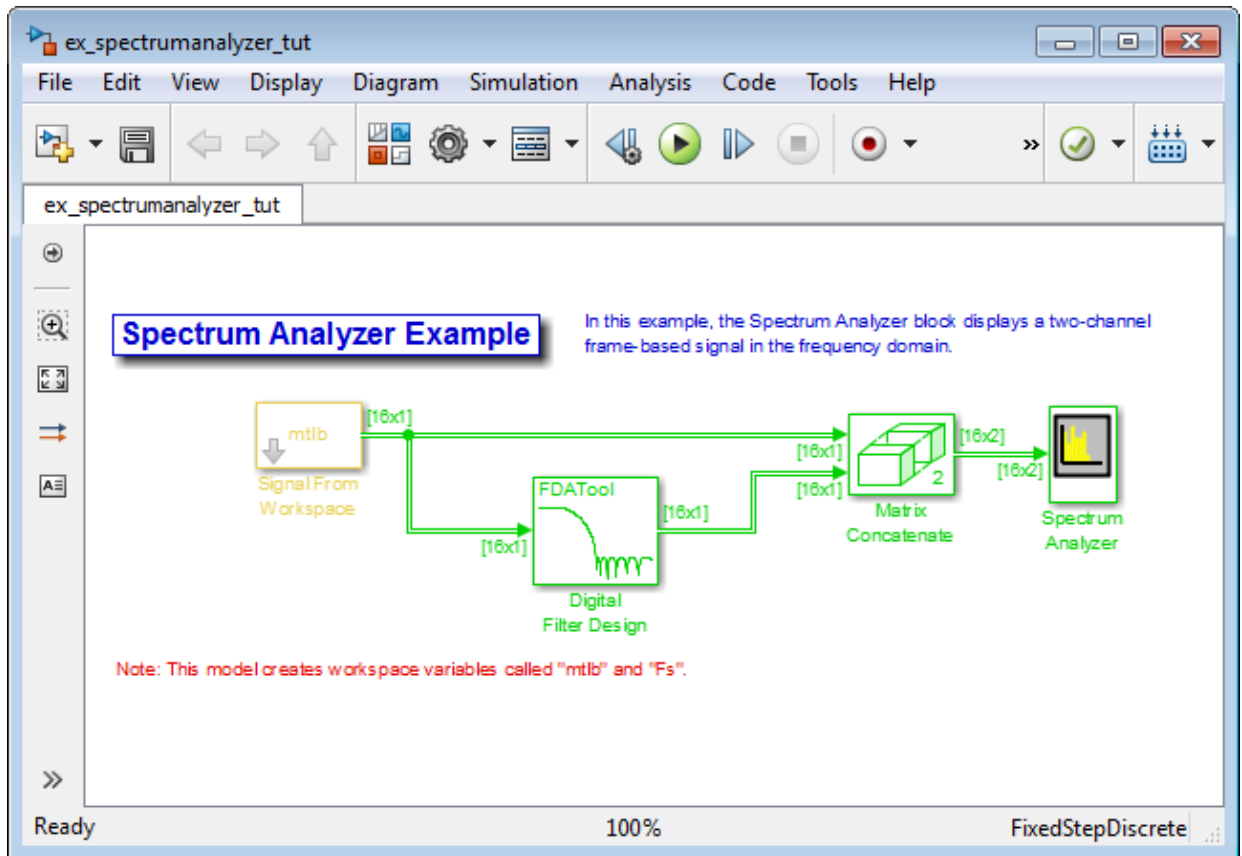 ex_spectrumanalyzer_tut
File Edit View Display Diagram Simulation Analysis Code Tools Help
ex_spectrumanalyzer_tut
Spectrum Analyzer Example
In this example, the Spectrum Analyzer block displays a two-channel
frame-based signal in the frequency domain.
mtlb
[16x1]
Signal From
Workspace
[16x1]
FDATool
[16x1]
Digital
Filter Design
[16x1]
[16x1]
2
Matrix
Concatenate
[16x2]
[16x2]
Spectrum
Analyzer
Note: This model creates workspace variables called "mtlb" and "Fs".
Ready 100% FixedStepDiscrete